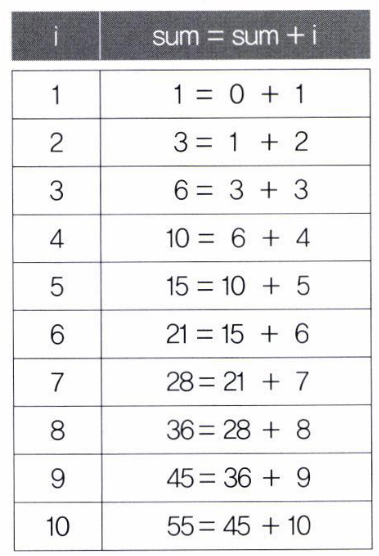 i sum = sum + i
1 1 = 0 + 1
2 3 = 1 + 2
3 6 = 3 + 3
4 10 = 6 + 4
5 15 = 10 + 5
6 21 = 15 + 6
7 28 = 21 + 7
8 36 = 28 + 8
9 45 = 36 + 9
10 55 = 45 + 10